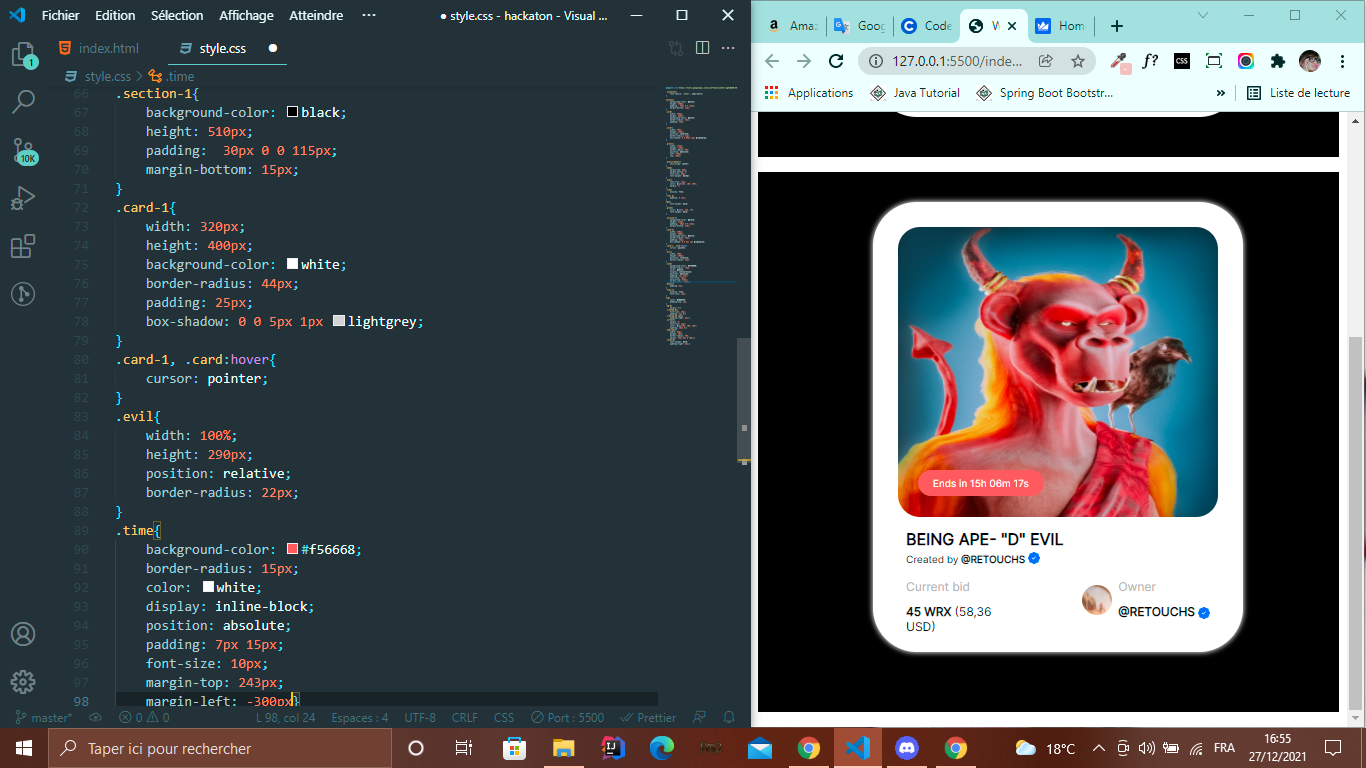 Fichier Edition Sélection Affichage Atteindre ··· ● style.css - hackaton - Visual ...
index.html style.css
style.css > .time
66 .section-1{
67 background-color: black;
68 height: 510px;
69 padding:  30px 0 0 115px;
70 margin-bottom: 15px;
71 }
72 .card-1{
73 width: 320px;
74 height: 400px;
75 background-color: white;
76 border-radius: 44px;
77 padding: 25px;
78 box-shadow: 0 0 5px 1px lightgrey;
79 }
80 .card-1, .card:hover{
81 cursor: pointer;
82 }
83 .evil{
84 width: 100%;
85 height: 290px;
86 position: relative;
87 border-radius: 22px;
88 }
89 .time{
90 background-color: #f56668;
91 border-radius: 15px;
92 color: white;
93 display: inline-block;
94 position: absolute;
95 padding: 7px 15px;
96 font-size: 10px;
97 margin-top: 243px;
98 margin-left: -300px}
1
10K
master* 0 0 L 98, col 24 Espaces : 4 UTF-8 CRLF CSS Port : 5500 Prettier
Amaz Goog Code W Hom
127.0.0.1:5500/inde...
f? CSS
Applications Java Tutorial Spring Boot Bootstr... » Liste de lecture
Ends in 15h 06m 17s
BEING APE- "D" EVIL
Created by @RETOUCHS
Current bid Owner
45 WRX (58,36
USD)
@RETOUCHS
Taper ici pour rechercher
18°C FRA 16:55
27/12/2021